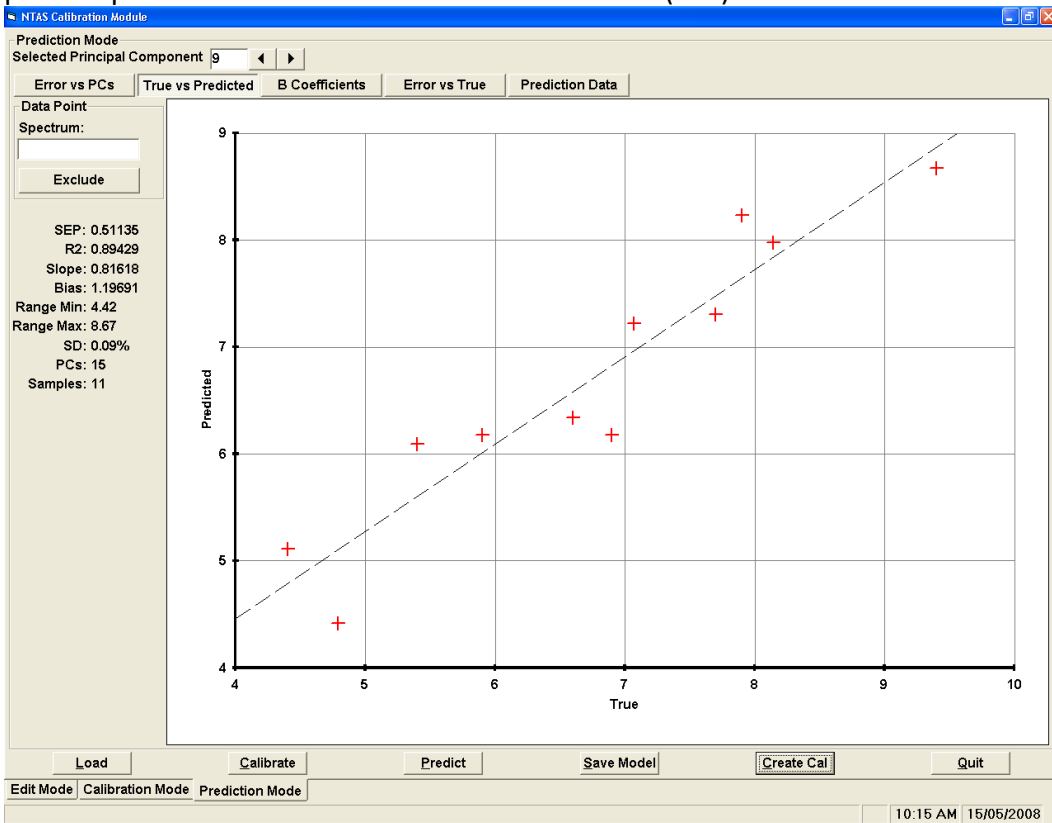 NTAS Calibration Module
Prediction Mode
Selected Principal Component 9
Error vs PCs True vs Predicted B Coefficients Error vs True Prediction Data
Data Point
Spectrum:
Exclude
SEP: 0.51135
R2: 0.89429
Slope: 0.81618
Bias: 1.19691
Range Min: 4.42
Range Max: 8.67
SD: 0.09%
PCs: 15
Samples: 11
9
8
7
6
5
4
Predicted
4 5 6 7 8 9 10
True
Load Calibrate Predict Save Model Create Cal Quit
Edit Mode Calibration Mode Prediction Mode
10:15 AM 15/05/2008